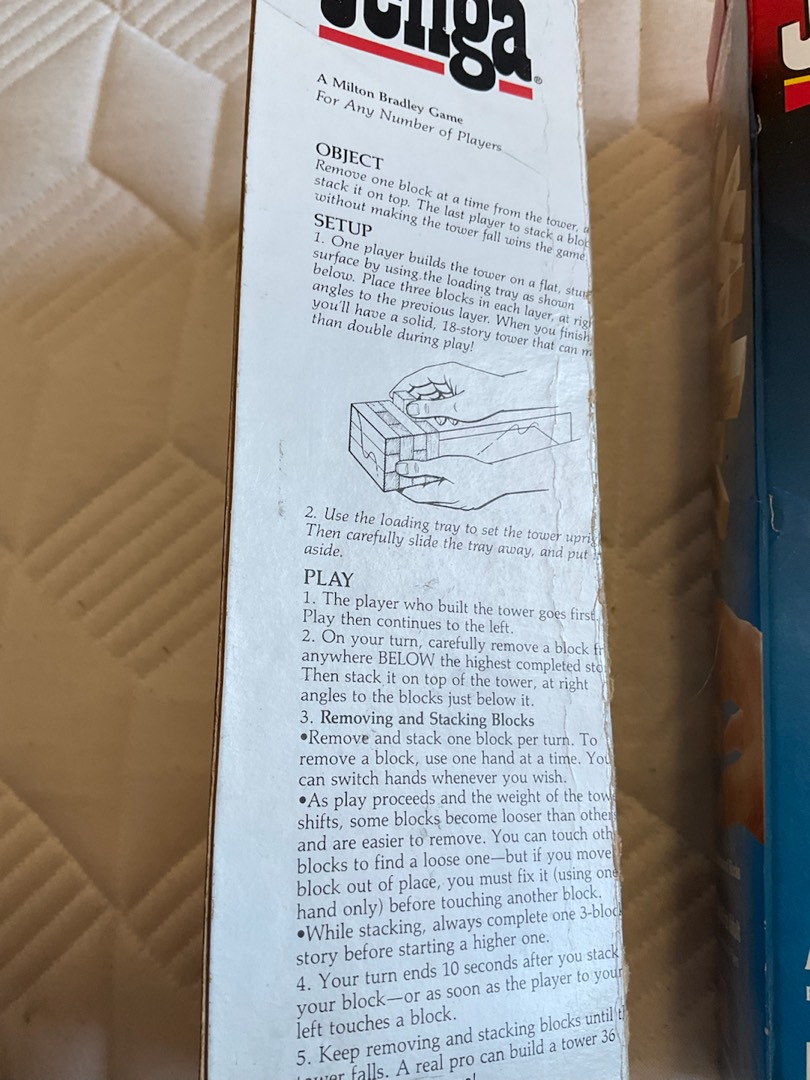 Jenga®
A Milton Bradley Game
For Any Number of Players
OBJECT
Remove one block at a time from the tower,
stack it on top. The last player to stack a
without making the tower fall wins the game.
SETUP
1. One player builds the tower on a flat,
surface by using the loading tray as shown
below. Place three blocks in each layer, at
angles to the previous layer. When you finish
you'll have a solid, 18-story tower that can
than double during play!
2. Use the loading tray to set the tower
Then carefully slide the tray away, and put
aside.
PLAY
1. The player who built the tower goes first.
Play then continues to the left.
2. On your turn, carefully remove a block
anywhere BELOW the highest completed
Then stack it on top of the tower, at right
angles to the blocks just below it.
3. Removing and Stacking Blocks
•Remove and stack one block per turn. To
remove a block, use one hand at a time. You
can switch hands whenever you wish.
•As play proceeds and the weight of the
shifts, some blocks become looser than
and are easier to remove. You can touch
blocks to find a loose one—but if you move
block out of place, you must fix it (using one
hand only) before touching another block.
•While stacking, always complete one 3-block
story before starting a higher one.
4. Your turn ends 10 seconds after you stack
your block—or as soon as the player to your
left touches a block.
5. Keep removing and stacking blocks until
tower falls. A real pro can build a tower 36